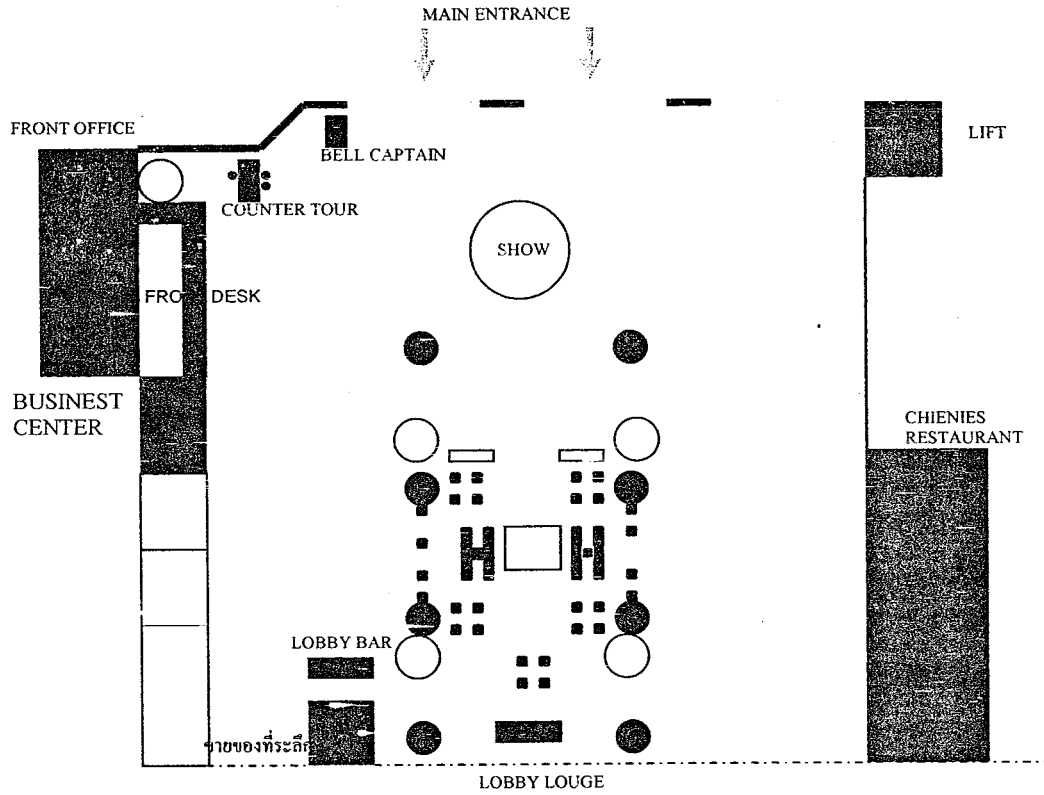 MAIN ENTRANCE
FRONT OFFICE
LIFT
BELL CAPTAIN
COUNTER TOUR
SHOW
FRO DESK
BUSINEST
CENTER
CHIENIES
RESTAURANT
LOBBY BAR
ขายของที่ระลึก
LOBBY LOUGE